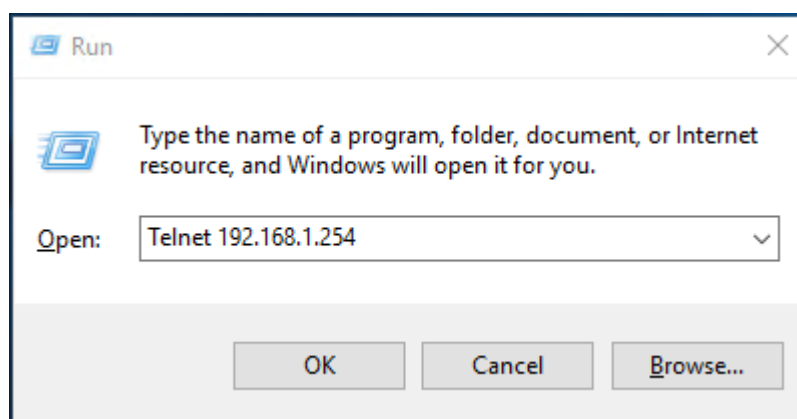 Run
Type the name of a program, folder, document, or Internet
resource, and Windows will open it for you.
Open: Telnet 192.168.1.254
OK Cancel Browse...